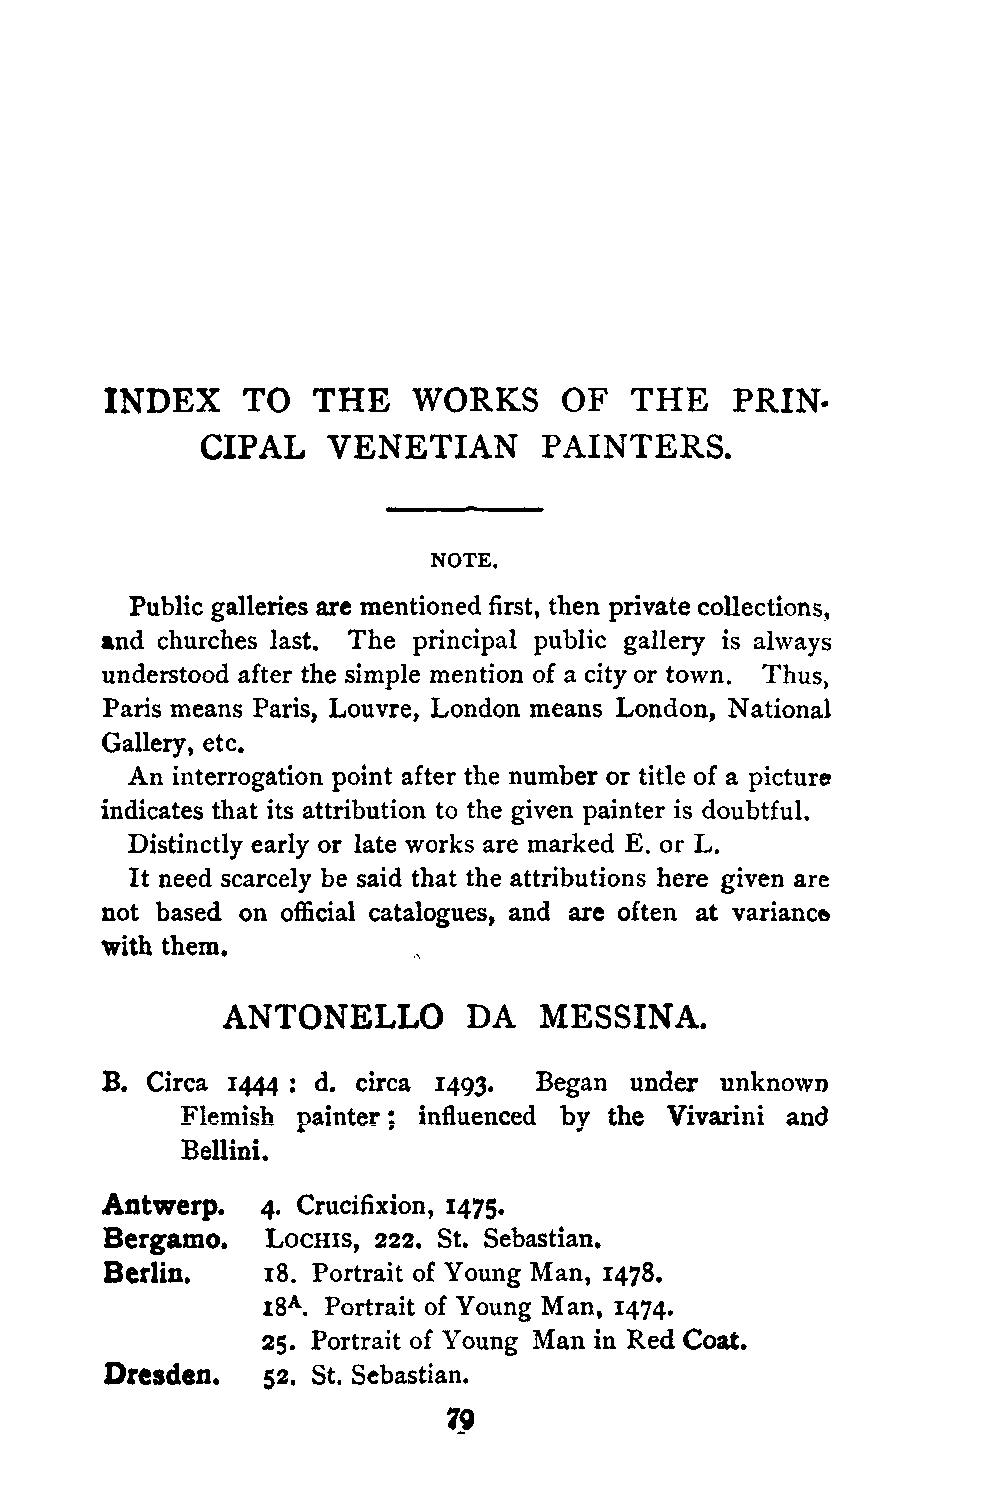 INDEX TO THE WORKS OF THE PRIN-
CIPAL VENETIAN PAINTERS.
NOTE.
Public galleries are mentioned first, then private collections,
and churches last. The principal public gallery is always
understood after the simple mention of a city or town. Thus,
Paris means Paris, Louvre, London means London, National
Gallery, etc.
An interrogation point after the number or title of a picture
indicates that its attribution to the given painter is doubtful.
Distinctly early or late works are marked E. or L.
It need scarcely be said that the attributions here given are
not based on official catalogues, and are often at variance
with them.
ANTONELLO DA MESSINA.
B. Circa 1444 : d. circa 1493. Began under unknown
Flemish painter ; influenced by the Vivarini and
Bellini.
Antwerp. 4. Crucifixion, 1475.
Bergamo. LOCHIS, 222. St. Sebastian.
Berlin. 18. Portrait of Young Man, 1478.
18A. Portrait of Young Man, 1474.
25. Portrait of Young Man in Red Coat.
Dresden. 52. St. Sebastian.
79